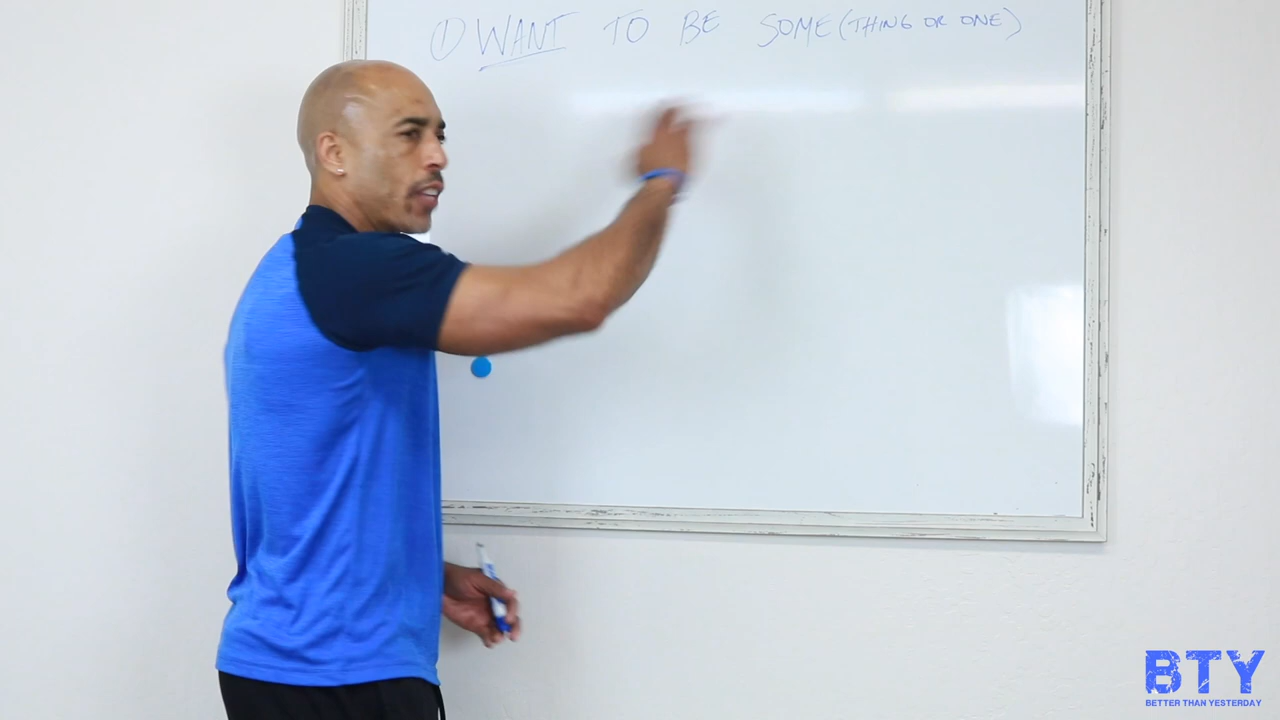 ① WANT TO BE SOME(THING OR ONE)
BTY
BETTER THAN YESTERDAY